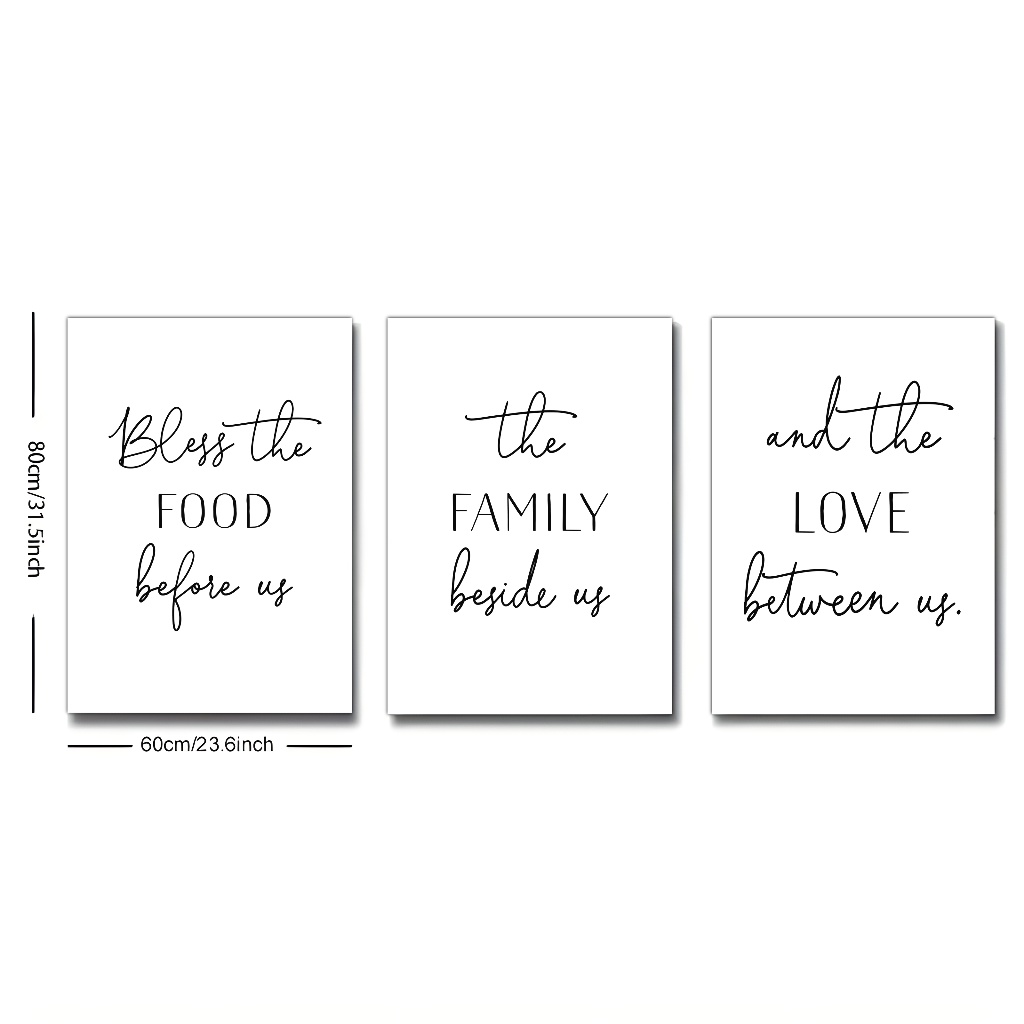 Bless the
FOOD
before us
the
FAMILY
beside us
and the
LOVE
between us.
80cm/31.5inch
60cm/23.6inch